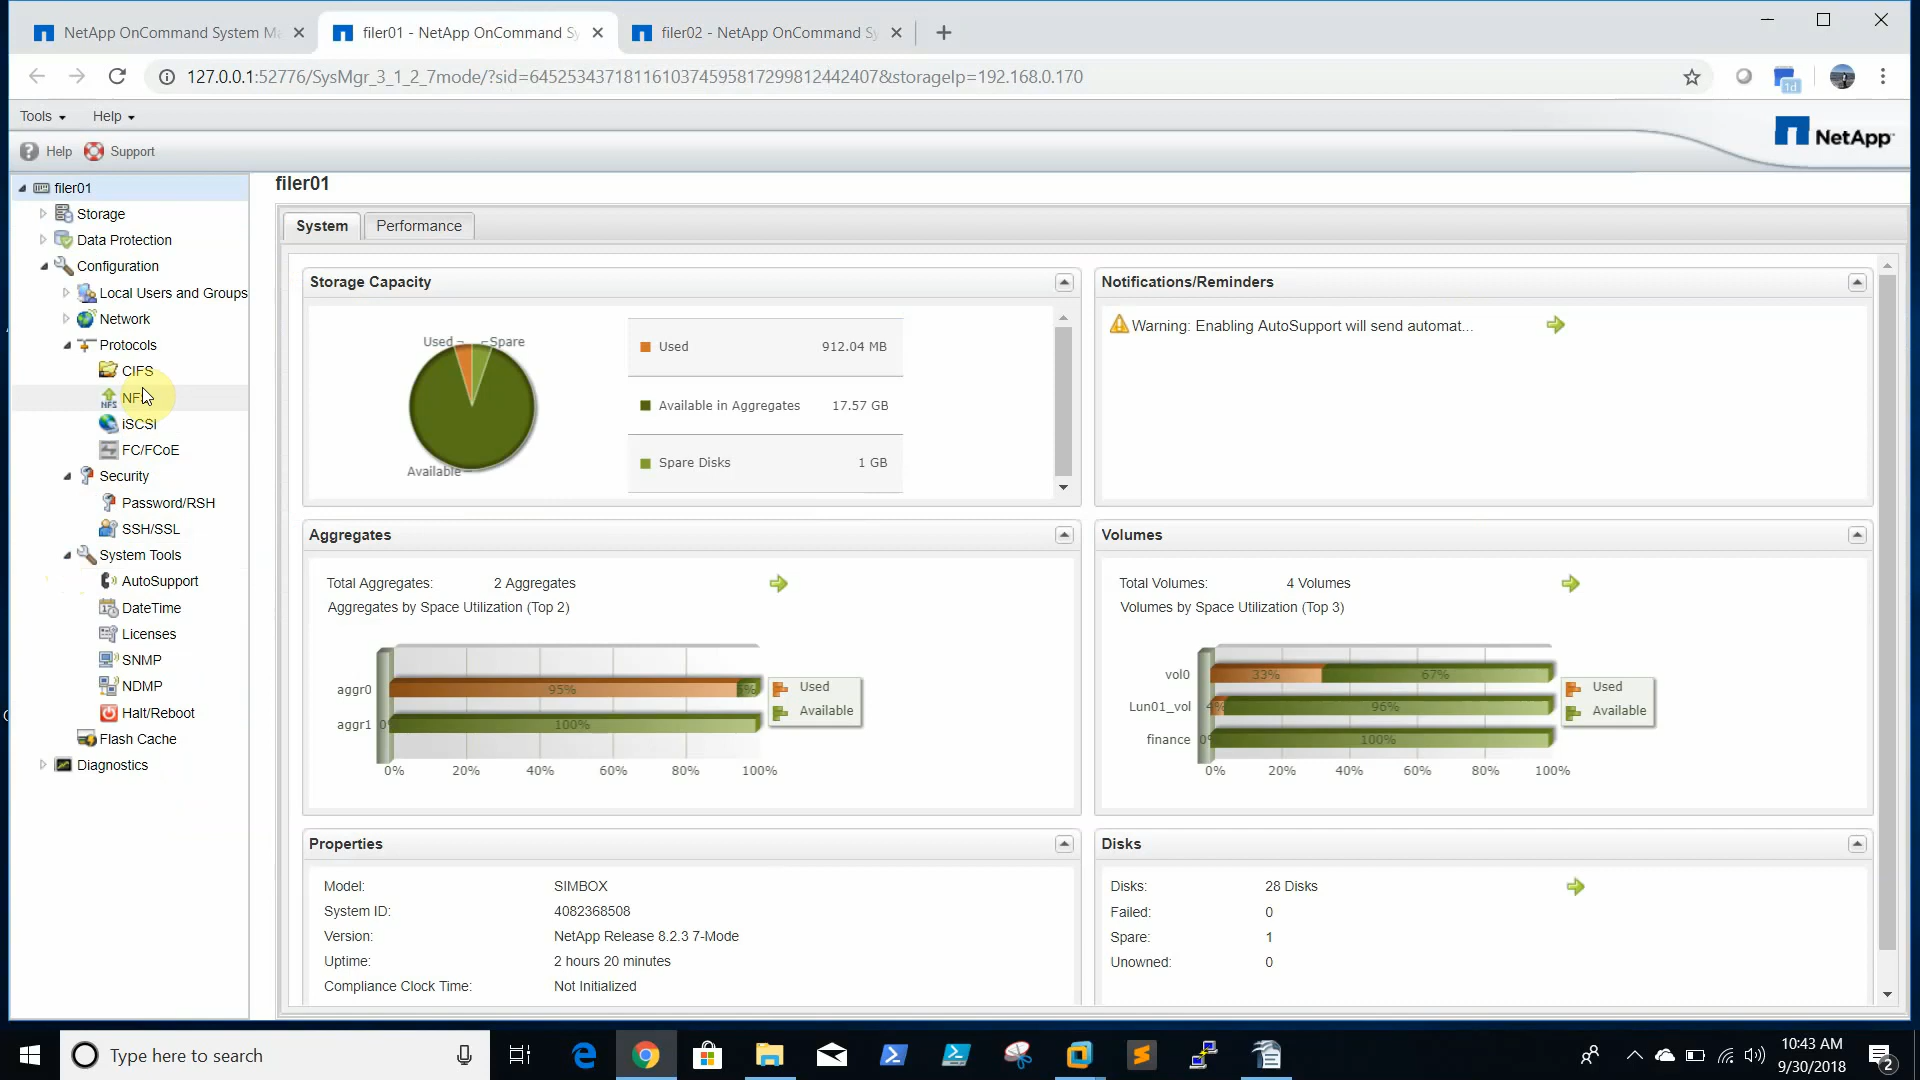 NetApp OnCommand System M
filer01 - NetApp OnCommand Sy
filer02 - NetApp OnCommand Sy
127.0.0.1:52776/SysMgr_3_1_2_7mode/?sid=6452534371811610374595817299812442407&storageIp=192.168.0.170
1d
Tools Help
NetApp
Help Support
filer01
Storage
Data Protection
Configuration
Local Users and Groups
Network
Protocols
CIFS
NFS
iSCSI
FC/FCoE
Security
Password/RSH
SSH/SSL
System Tools
AutoSupport
DateTime
Licenses
SNMP
NDMP
Halt/Reboot
Flash Cache
Diagnostics
filer01
System Performance
Storage Capacity
Used Spare
Available
Used 912.04 MB
Available in Aggregates 17.57 GB
Spare Disks 1 GB
Notifications/Reminders
Warning: Enabling AutoSupport will send automat...
Aggregates
Total Aggregates: 2 Aggregates
Aggregates by Space Utilization (Top 2)
aggr0 95% 5%
aggr1 0% 100%
0% 20% 40% 60% 80% 100%
Used
Available
Volumes
Total Volumes: 4 Volumes
Volumes by Space Utilization (Top 3)
vol0 33% 67%
Lun01_vol 4% 96%
finance 0% 100%
0% 20% 40% 60% 80% 100%
Used
Available
Properties
Model: SIMBOX
System ID: 4082368508
Version: NetApp Release 8.2.3 7-Mode
Uptime: 2 hours 20 minutes
Compliance Clock Time: Not Initialized
Disks
Disks: 28 Disks
Failed: 0
Spare: 1
Unowned: 0
Type here to search
10:43 AM
9/30/2018
2